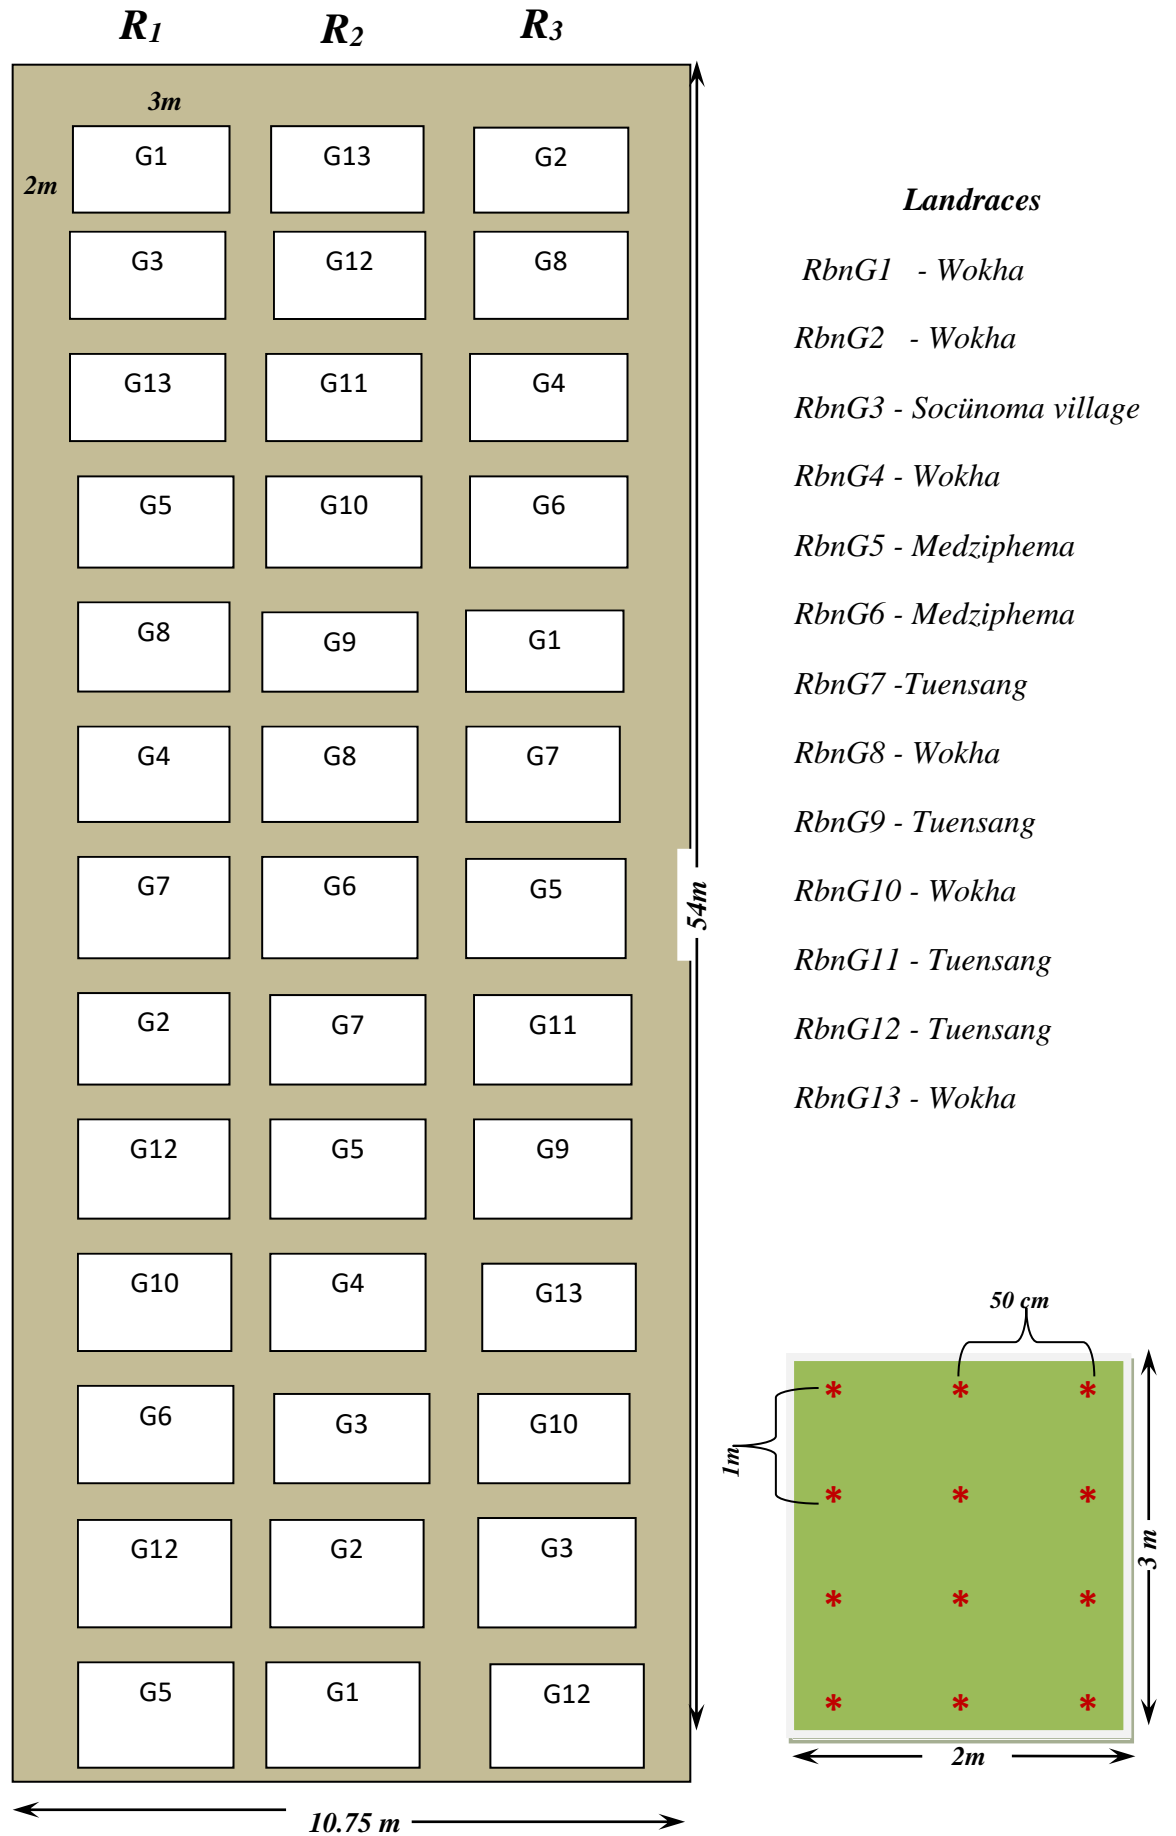 R1 R2 R3
3m
2m
G1 G13 G2
G3 G12 G8
G13 G11 G4
G5 G10 G6
G8 G9 G1
G4 G8 G7
G7 G6 G5
G2 G7 G11
G12 G5 G9
G10 G4 G13
G6 G3 G10
G12 G2 G3
G5 G1 G12
54m
10.75 m
Landraces
RbnG1 - Wokha
RbnG2 - Wokha
RbnG3 - Socünoma village
RbnG4 - Wokha
RbnG5 - Medziphema
RbnG6 - Medziphema
RbnG7 -Tuensang
RbnG8 - Wokha
RbnG9 - Tuensang
RbnG10 - Wokha
RbnG11 - Tuensang
RbnG12 - Tuensang
RbnG13 - Wokha
50 cm
* * *
1m
* * *
* * *
* * *
3 m
2m